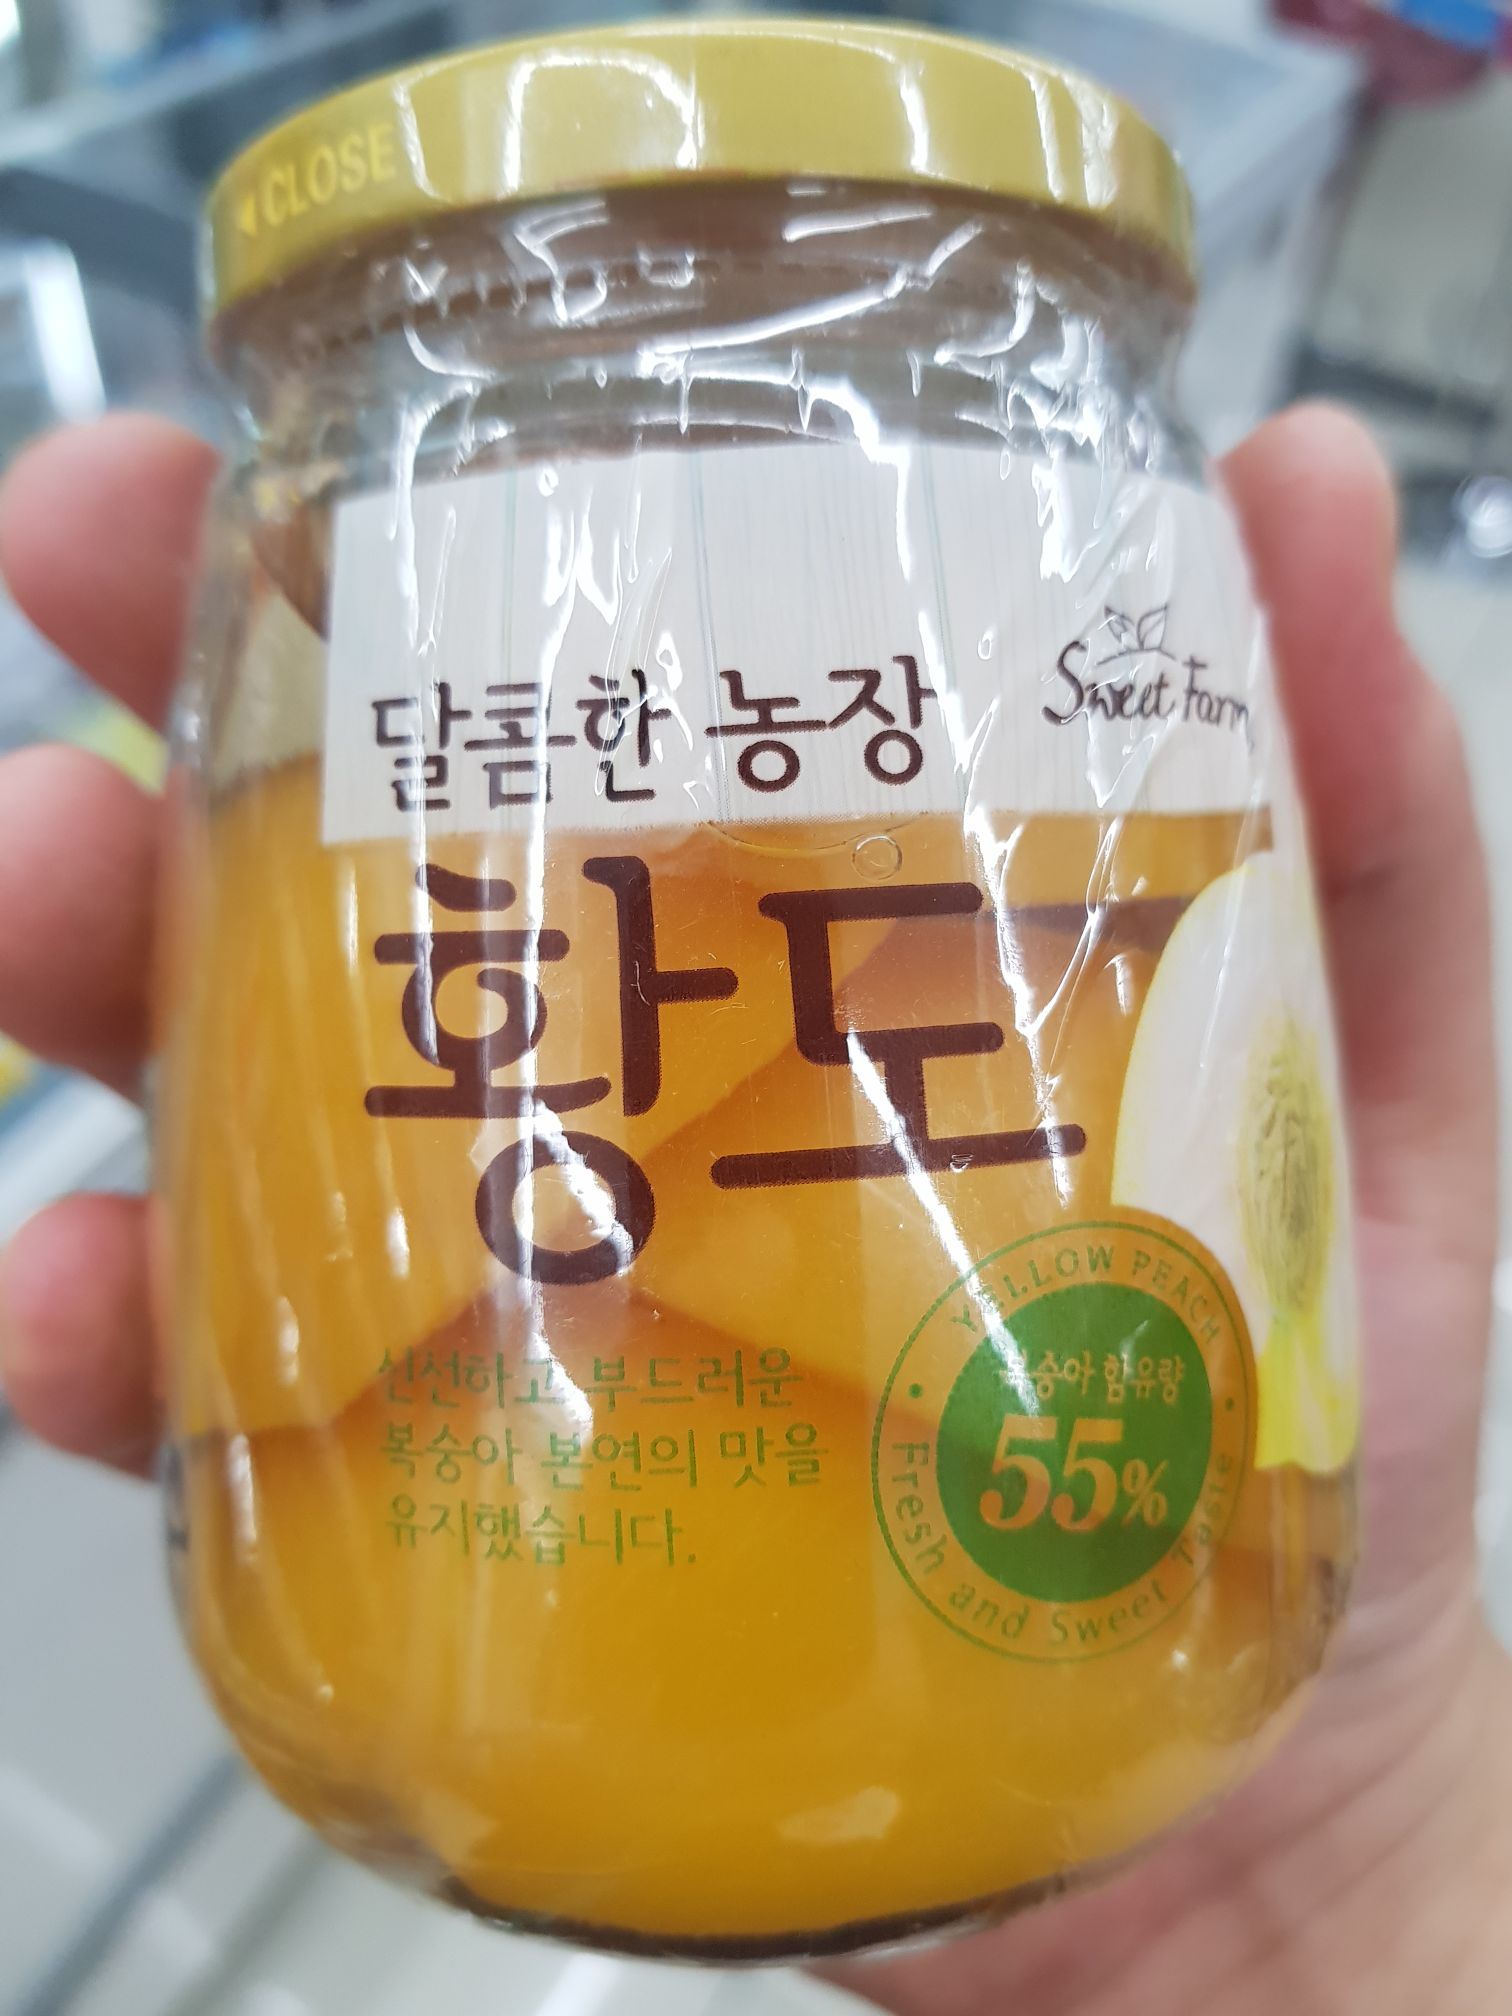 ◀CLOSE
달콤한 농장
Sweet Farm
황도
신선하고 부드러운
복숭아 본연의 맛을
유지했습니다.
YELLOW PEACH
복숭아 함유량
55%
Fresh and Sweet Taste